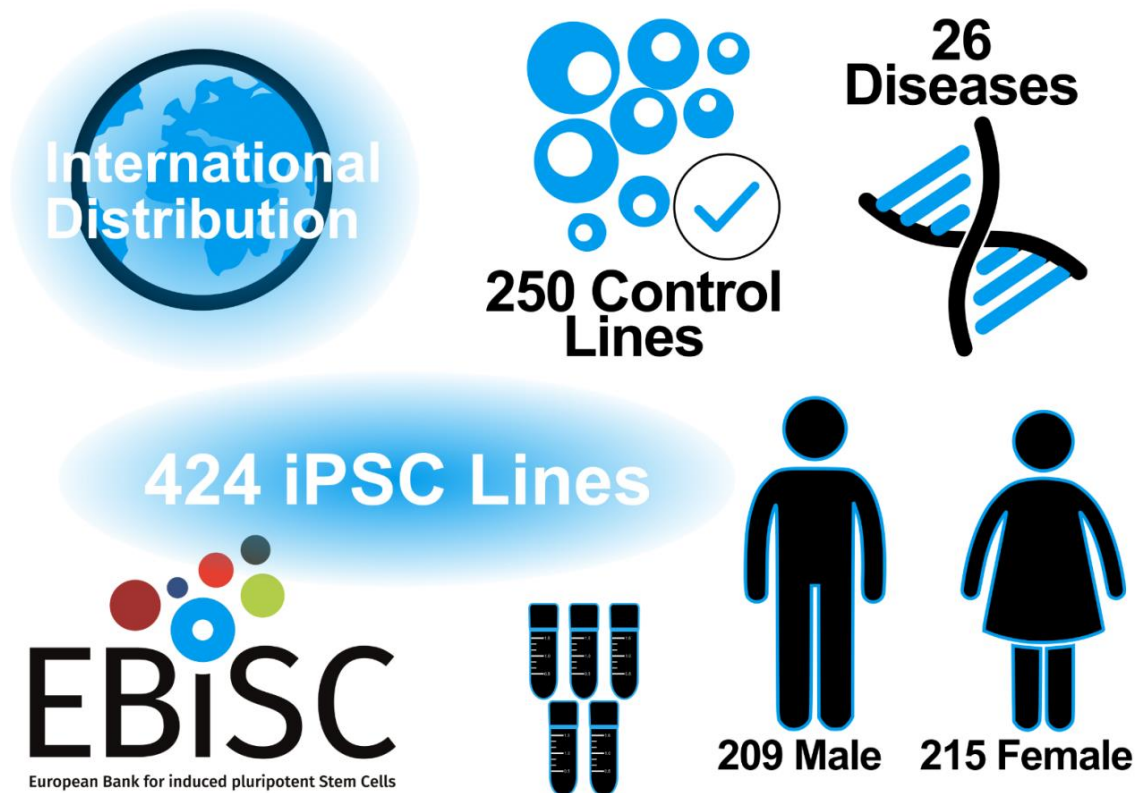 International
Distribution
250 Control
Lines
26
Diseases
424 iPSC Lines
EBiSC
European Bank for induced pluripotent Stem Cells
209 Male
215 Female